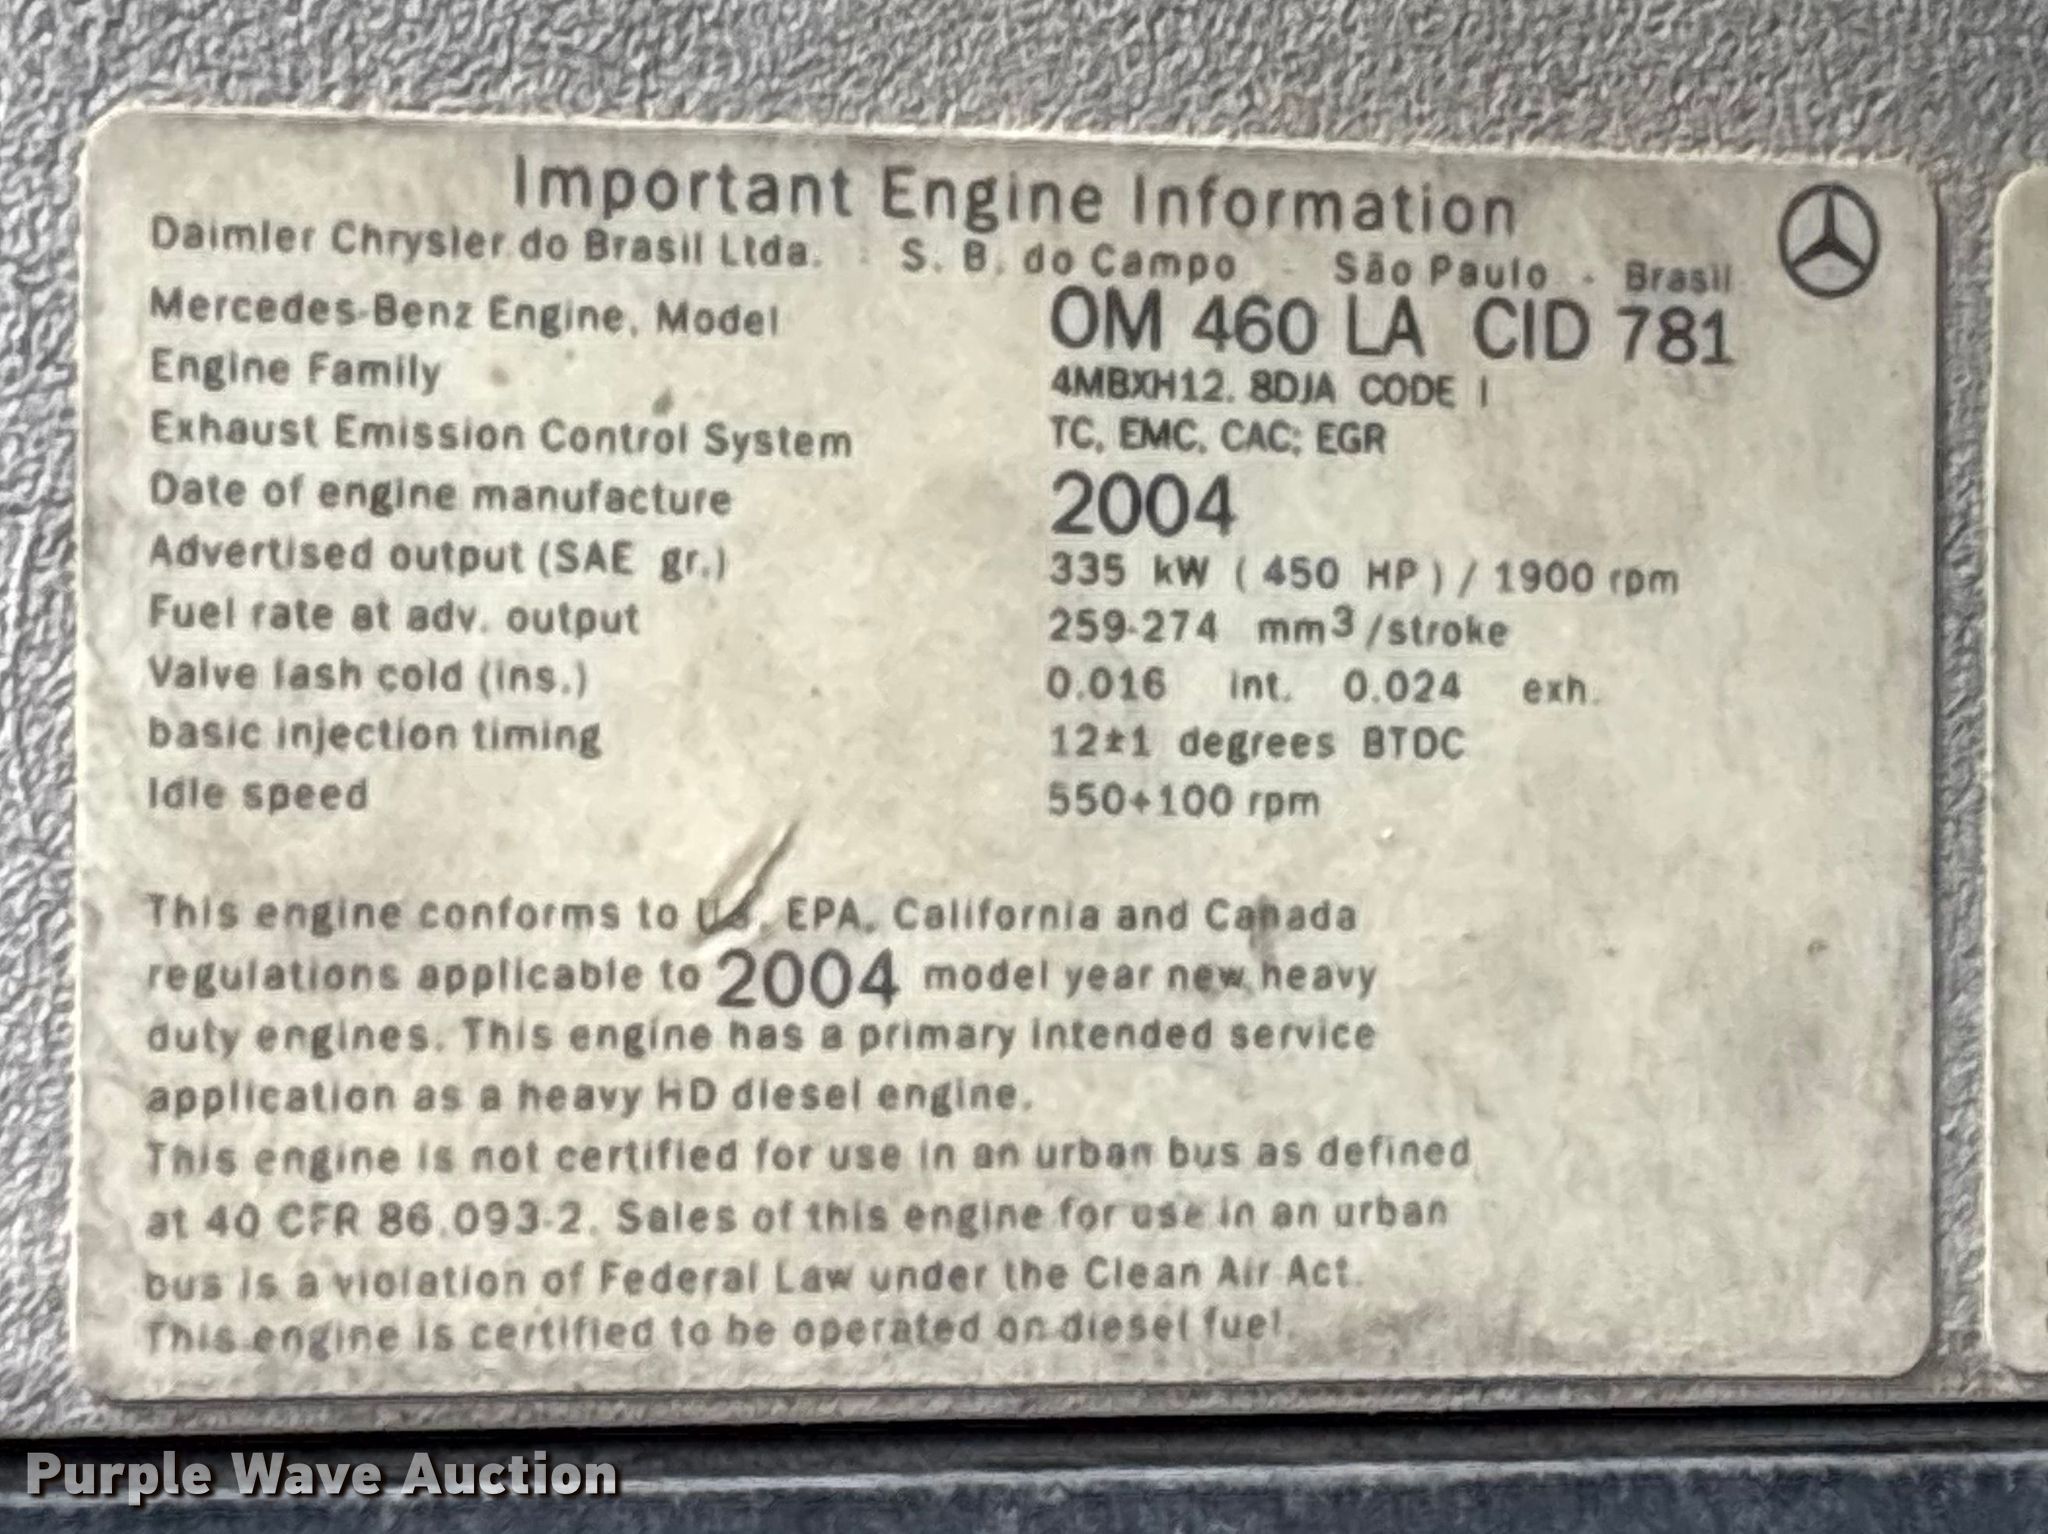 Important Engine Information
Daimler Chrysler do Brasil Ltda. - S. B. do Campo - São Paulo - Brasil
Mercedes-Benz Engine, Model OM 460 LA CID 781
Engine Family 4MBXH12.8DJA CODE I
Exhaust Emission Control System TC, EMC, CAC; EGR
Date of engine manufacture 2004
Advertised output (SAE gr.) 335 kW (450 HP) / 1900 rpm
Fuel rate at adv. output 259-274 mm3/stroke
Valve lash cold (ins.) 0.016 int. 0.024 exh.
basic injection timing 12±1 degrees BTDC
Idle speed 550+100 rpm
This engine conforms to US. EPA, California and Canada
regulations applicable to 2004 model year new heavy
duty engines. This engine has a primary intended service
application as a heavy HD diesel engine.
This engine is not certified for use in an urban bus as defined
at 40 CFR 86.093-2. Sales of this engine for use in an urban
bus is a violation of Federal Law under the Clean Air Act.
This engine is certified to be operated on diesel fuel.
Purple Wave Auction